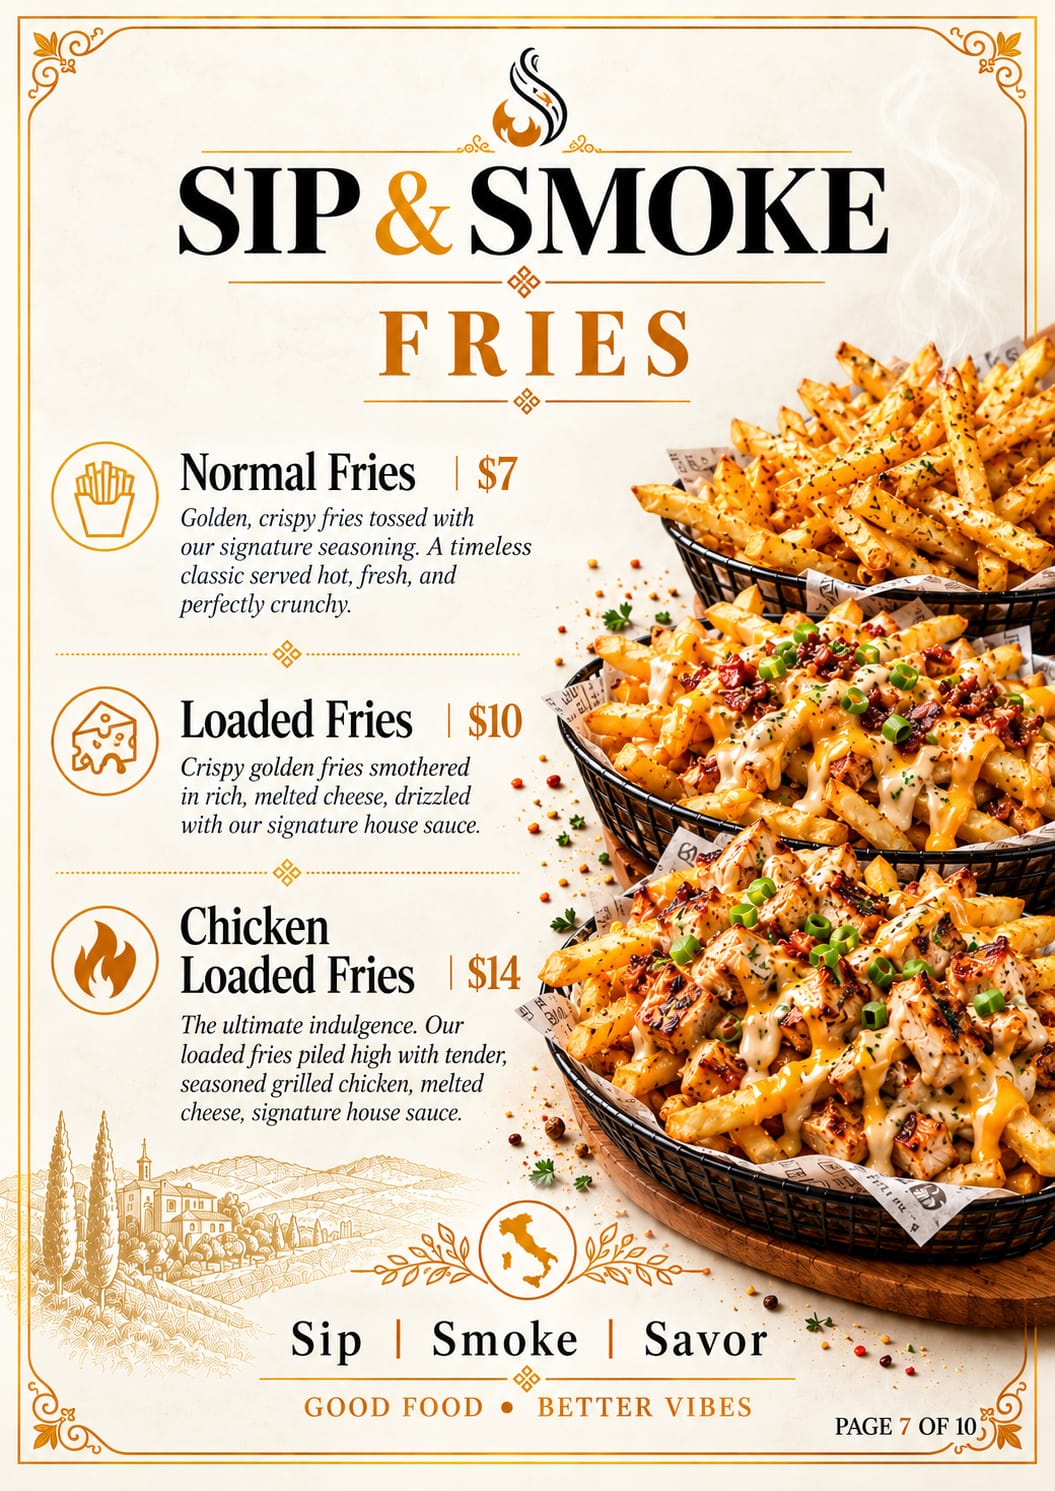 SIP & SMOKE
FRIES
Normal Fries | $7
Golden, crispy fries tossed with
our signature seasoning. A timeless
classic served hot, fresh, and
perfectly crunchy.
Loaded Fries | $10
Crispy golden fries smothered
in rich, melted cheese, drizzled
with our signature house sauce.
Chicken
Loaded Fries | $14
The ultimate indulgence. Our
loaded fries piled high with tender,
seasoned grilled chicken, melted
cheese, signature house sauce.
Sip | Smoke | Savor
GOOD FOOD • BETTER VIBES
PAGE 7 OF 10